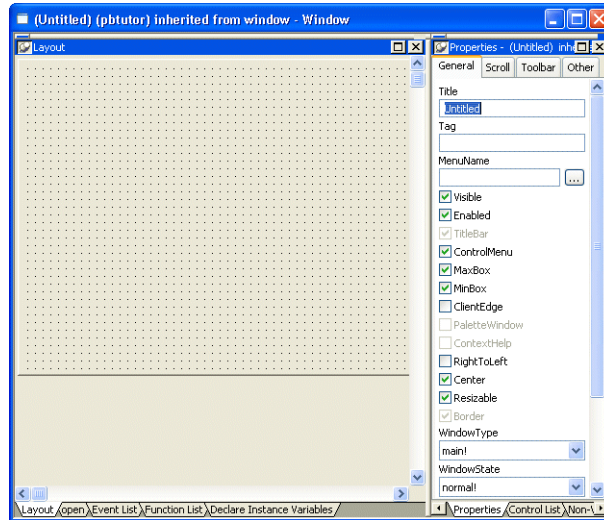 (Untitled) (pbtutor) inherited from window - Window
Layout
Properties - (Untitled)
General Scroll Toolbar Other
Title
Untitled
Tag
MenuName
...
Visible
Enabled
TitleBar
ControlMenu
MaxBox
MinBox
ClientEdge
PaletteWindow
ContextHelp
RightToLeft
Center
Resizable
Border
WindowType
main!
WindowState
normal!
Layout open Event List Function List Declare Instance Variables
Properties Control List